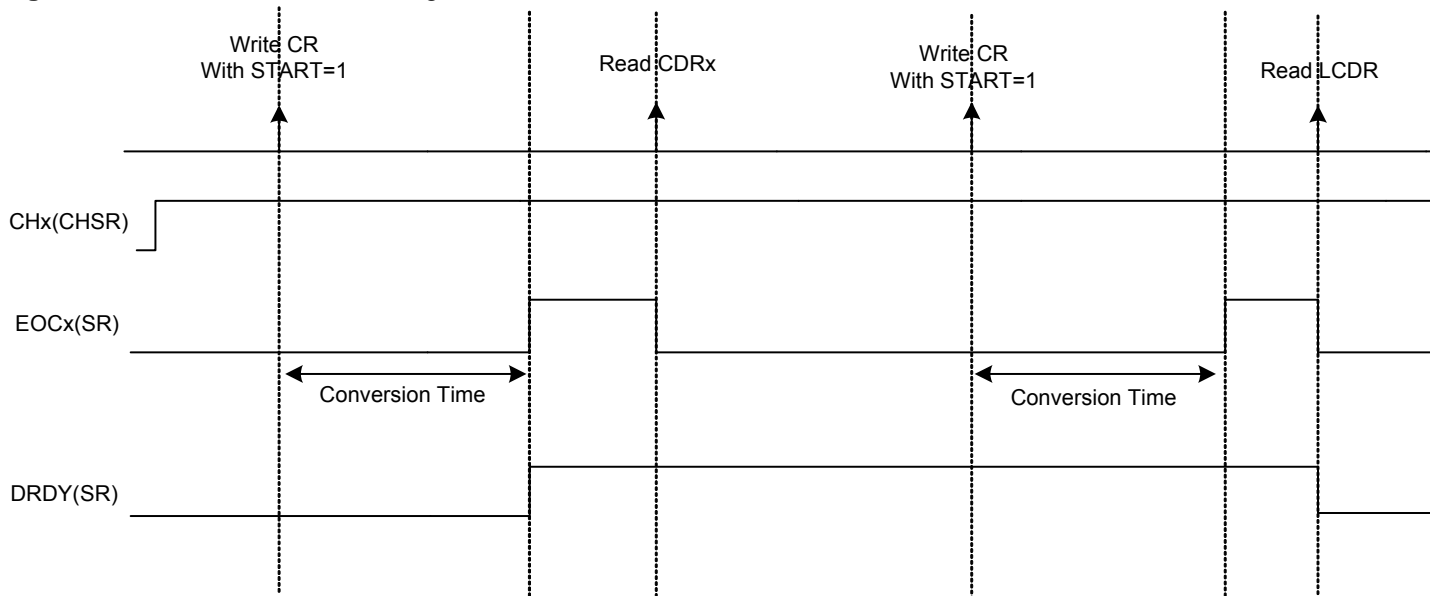 Write CR
With START=1
Read CDRx
Write CR
With START=1
Read LCDR
CHx(CHSR)
EOCx(SR)
Conversion Time
Conversion Time
DRDY(SR)